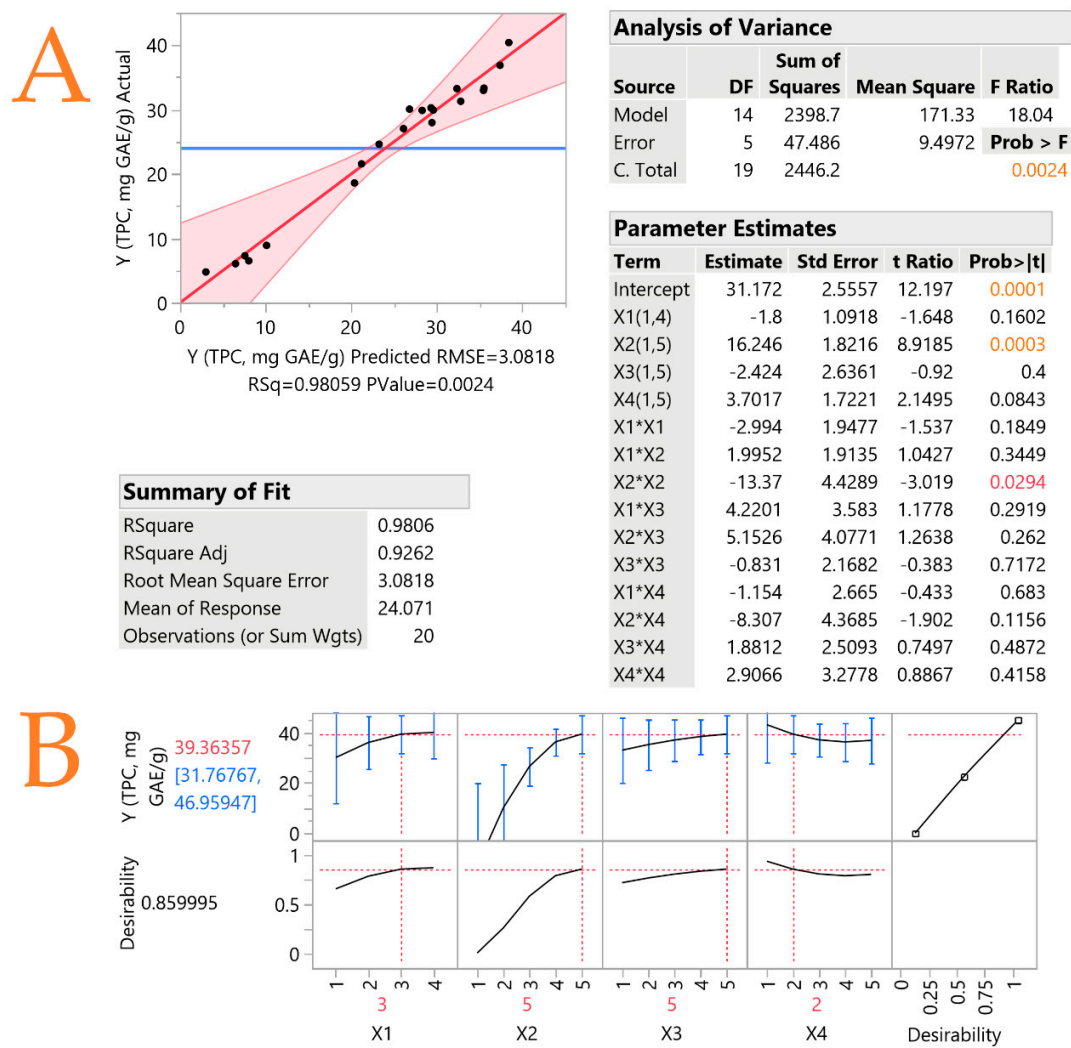 A
Y (TPC, mg GAE/g) Actual
40
30
20
10
0
0 10 20 30 40
Y (TPC, mg GAE/g) Predicted RMSE=3.0818
RSq=0.98059 PValue=0.0024
Analysis of Variance
Sum of
Source DF Squares Mean Square F Ratio
Model 14 2398.7 171.33 18.04
Error 5 47.486 9.4972 Prob > F
C. Total 19 2446.2 0.0024
Parameter Estimates
Term Estimate Std Error t Ratio Prob>|t|
Intercept 31.172 2.5557 12.197 0.0001
X1(1,4) -1.8 1.0918 -1.648 0.1602
X2(1,5) 16.246 1.8216 8.9185 0.0003
X3(1,5) -2.424 2.6361 -0.92 0.4
X4(1,5) 3.7017 1.7221 2.1495 0.0843
X1*X1 -2.994 1.9477 -1.537 0.1849
X1*X2 1.9952 1.9135 1.0427 0.3449
X2*X2 -13.37 4.4289 -3.019 0.0294
X1*X3 4.2201 3.583 1.1778 0.2919
X2*X3 5.1526 4.0771 1.2638 0.262
X3*X3 -0.831 2.1682 -0.383 0.7172
X1*X4 -1.154 2.665 -0.433 0.683
X2*X4 -8.307 4.3685 -1.902 0.1156
X3*X4 1.8812 2.5093 0.7497 0.4872
X4*X4 2.9066 3.2778 0.8867 0.4158
Summary of Fit
RSquare 0.9806
RSquare Adj 0.9262
Root Mean Square Error 3.0818
Mean of Response 24.071
Observations (or Sum Wgts) 20
B
Y (TPC, mg
GAE/g)
39.36357
[31.76767,
46.95947]
40
20
0
Desirability
0.859995
1
0.5
0
1 2 3 4
3
X1
1 2 3 4 5
5
X2
1 2 3 4 5
5
X3
1 2 3 4 5
2
X4
0 0.25 0.5 0.75 1
Desirability